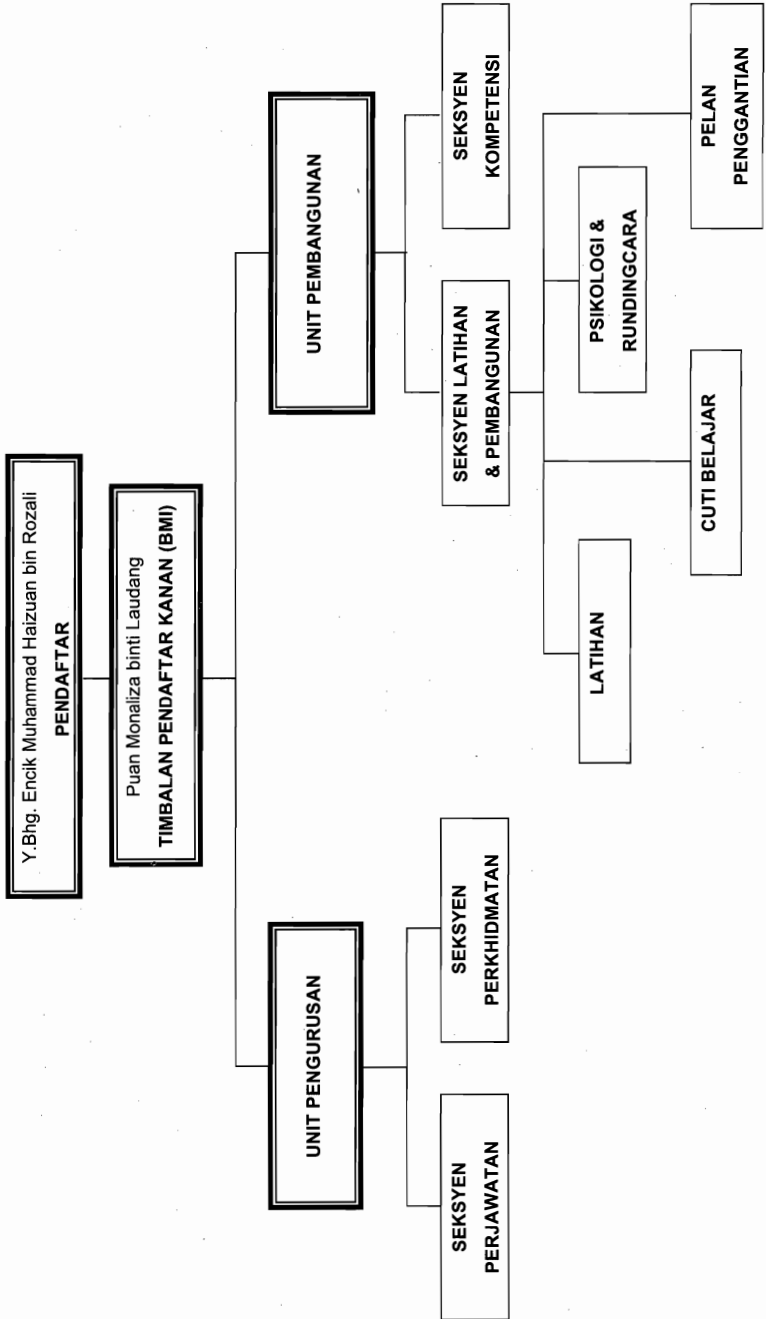 Y.Bhg. Encik Muhammad Haizuan bin Rozali
PENDAFTAR
Puan Monaliza binti Laudang
TIMBALAN PENDAFTAR KANAN (BMI)
UNIT PENGURUSAN
UNIT PEMBANGUNAN
SEKSYEN
PERJAWATAN
SEKSYEN
PERKHIDMATAN
SEKSYEN LATIHAN
& PEMBANGUNAN
SEKSYEN
KOMPETENSI
LATIHAN
CUTI BELAJAR
PSIKOLOGI &
RUNDINGCARA
PELAN
PENGGANTIAN